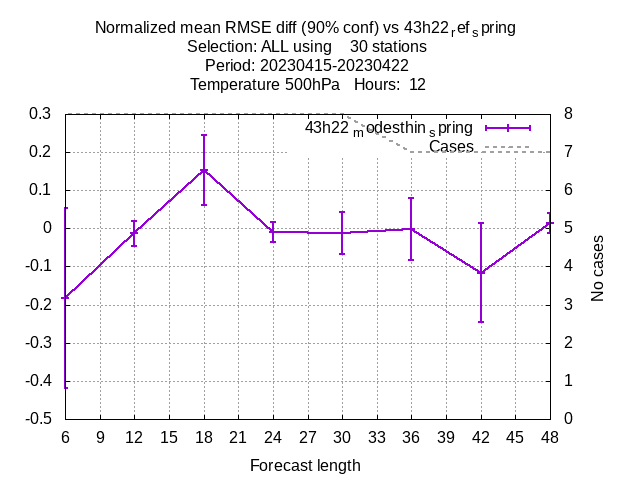 Normalized mean RMSE diff (90% conf) vs 43h22refspring
Selection: ALL using 30 stations
Period: 20230415-20230422
Temperature 500hPa Hours: 12
43h22modesthinspring
Cases
0.3
0.2
0.1
0
-0.1
-0.2
-0.3
-0.4
-0.5
8
7
6
5
4
3
2
1
0
No cases
6 9 12 15 18 21 24 27 30 33 36 39 42 45 48
Forecast length